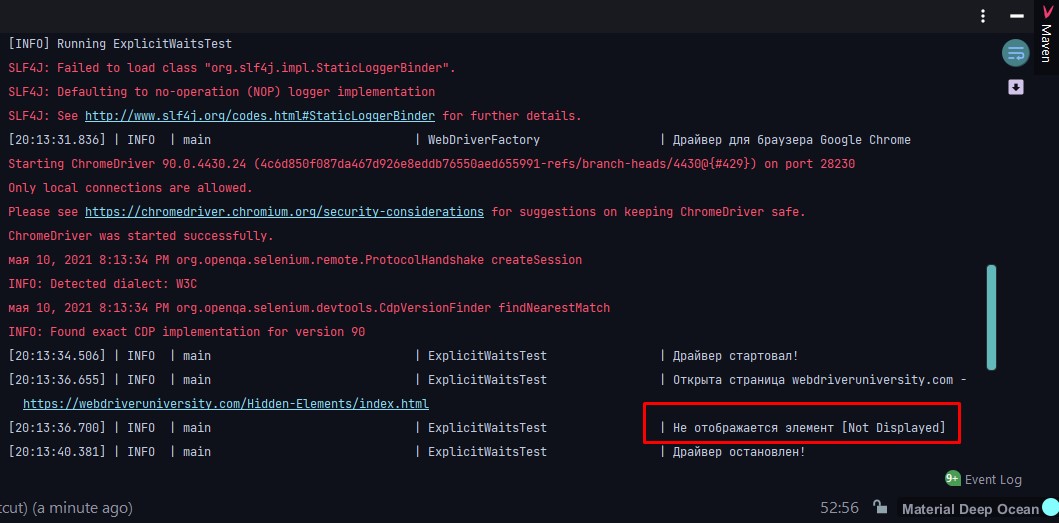 [INFO] Running ExplicitWaitsTest
SLF4J: Failed to load class "org.slf4j.impl.StaticLoggerBinder".
SLF4J: Defaulting to no-operation (NOP) logger implementation
SLF4J: See http://www.slf4j.org/codes.html#StaticLoggerBinder for further details.
[20:13:31.836] | INFO | main | WebDriverFactory | Драйвер для браузера Google Chrome
Starting ChromeDriver 90.0.4430.24 (4c6d850f087da467d926e8eddb76550aed655991-refs/branch-heads/4430@{#429}) on port 28230
Only local connections are allowed.
Please see https://chromedriver.chromium.org/security-considerations for suggestions on keeping ChromeDriver safe.
ChromeDriver was started successfully.
мая 10, 2021 8:13:34 PM org.openqa.selenium.remote.ProtocolHandshake createSession
INFO: Detected dialect: W3C
мая 10, 2021 8:13:34 PM org.openqa.selenium.devtools.CdpVersionFinder findNearestMatch
INFO: Found exact CDP implementation for version 90
[20:13:34.506] | INFO | main | ExplicitWaitsTest | Драйвер стартовал!
[20:13:36.655] | INFO | main | ExplicitWaitsTest | Открыта страница webdriveruniversity.com -
https://webdriveruniversity.com/Hidden-Elements/index.html
[20:13:36.700] | INFO | main | ExplicitWaitsTest | Не отображается элемент [Not Displayed]
[20:13:40.381] | INFO | main | ExplicitWaitsTest | Драйвер остановлен!
Maven
9+ Event Log
:cut) (a minute ago) 52:56 Material Deep Ocean